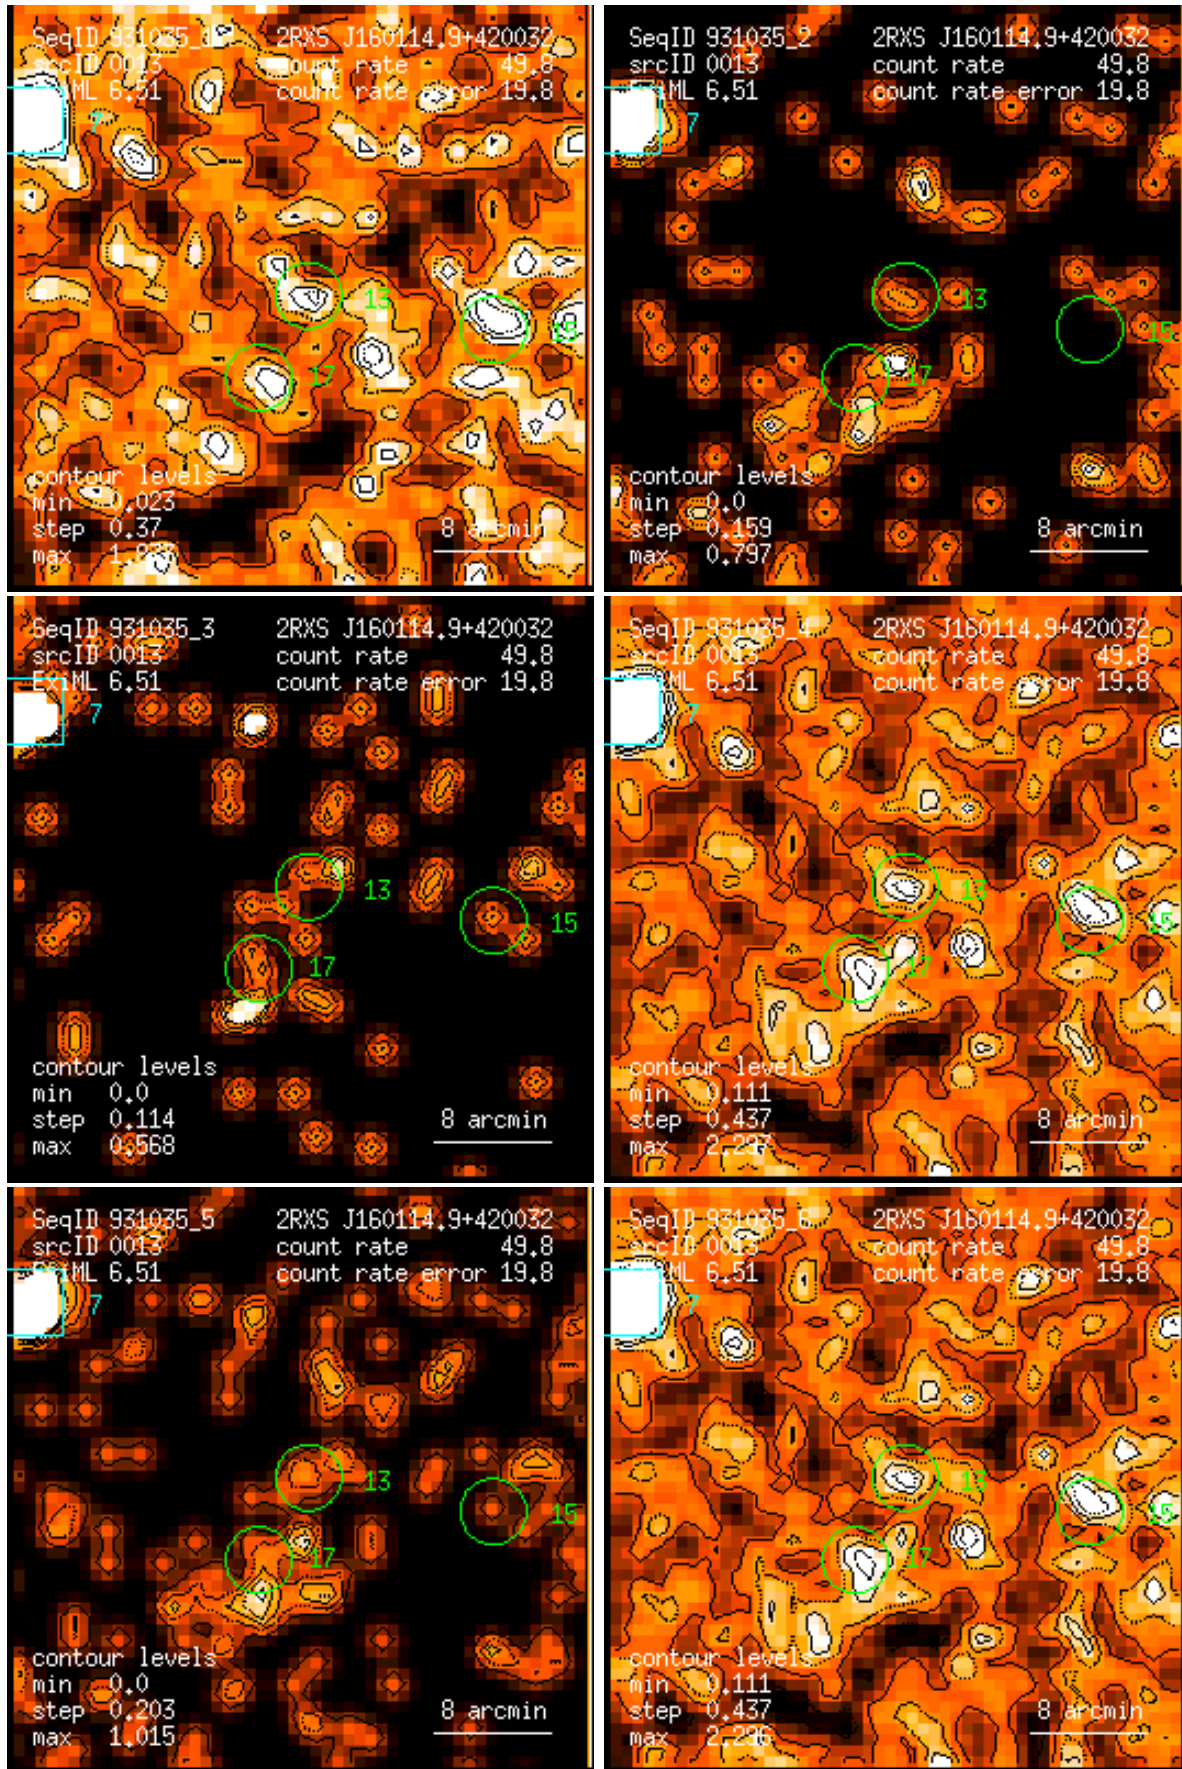 SeqID 931035_1 2RXS J160114.9+420032
srcID 0013 count rate 49.8
ExiML 6.51 count rate error 19.8
7
13
15
17
contour levels
min 0.023
step 0.37
max
8 arcmin
SeqID 931035_2 2RXS J160114.9+420032
srcID 0013 count rate 49.8
ExiML 6.51 count rate error 19.8
7
13
15
17
contour levels
min 0.0
step 0.159
max 0.797
8 arcmin
SeqID 931035_3 2RXS J160114.9+420032
srcID 0013 count rate 49.8
ExiML 6.51 count rate error 19.8
7
13
15
17
contour levels
min 0.0
step 0.114
max 0.568
8 arcmin
SeqID 931035_4 2RXS J160114.9+420032
srcID 0013 count rate 49.8
ExiML 6.51 count rate error 19.8
7
13
15
17
contour levels
min 0.111
step 0.437
max 2.297
8 arcmin
SeqID 931035_5 2RXS J160114.9+420032
srcID 0013 count rate 49.8
ExiML 6.51 count rate error 19.8
7
13
15
17
contour levels
min 0.0
step 0.203
max 1.015
8 arcmin
SeqID 931035_6 2RXS J160114.9+420032
srcID 0013 count rate 49.8
ExiML 6.51 count rate error 19.8
7
13
15
17
contour levels
min 0.111
step 0.437
max 2.296
8 arcmin